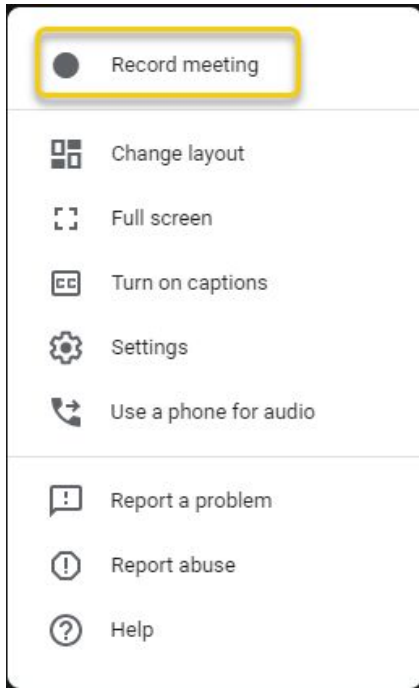 Record meeting
Change layout
Full screen
CC Turn on captions
Settings
Use a phone for audio
Report a problem
Report abuse
Help